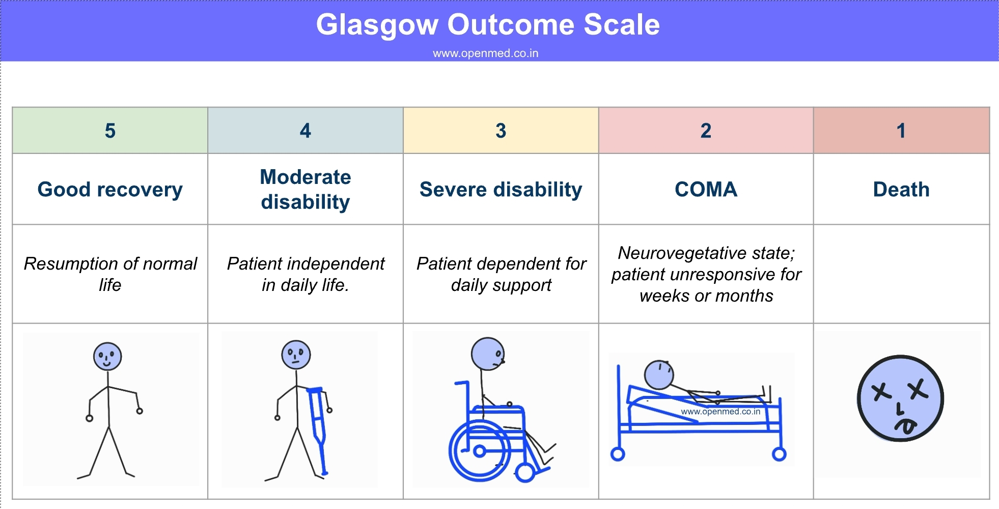 Glasgow Outcome Scale
www.openmed.co.in
5
4
3
2
1
Good recovery
Moderate
disability
Severe disability
COMA
Death
Resumption of normal
life
Patient independent
in daily life.
Patient dependent for
daily support
Neurovegetative state;
patient unresponsive for
weeks or months
www.openmed.co.in